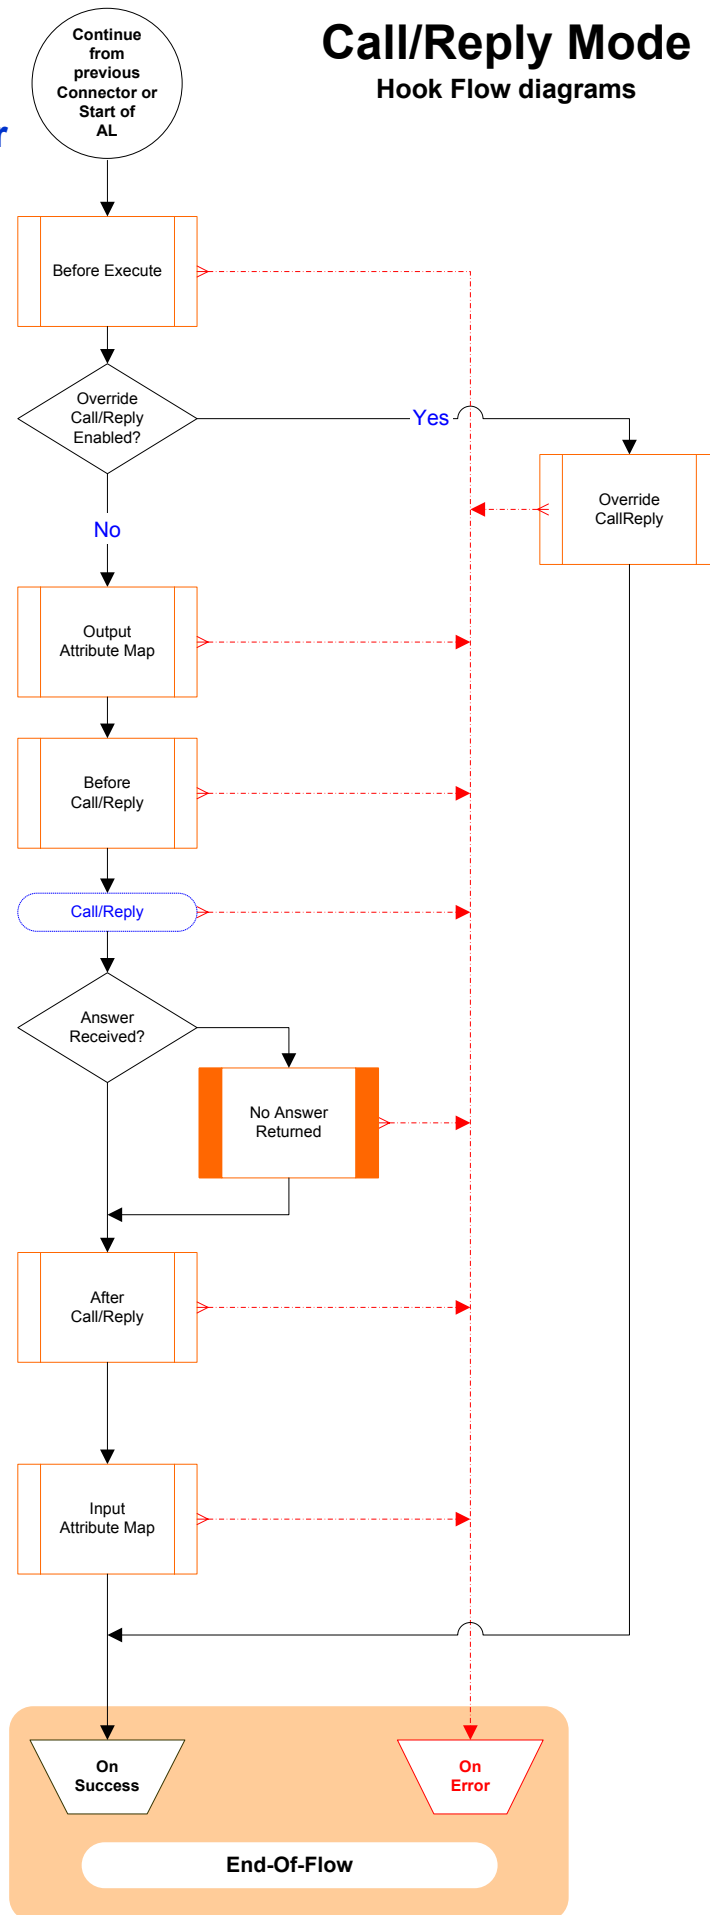 Call/Reply Mode
Hook Flow diagrams
Continue
from
previous
Connector or
Start of
AL
r
Before Execute
Override
Call/Reply
Enabled?
Yes
Override
CallReply
No
Output
Attribute Map
Before
Call/Reply
Call/Reply
Answer
Received?
No Answer
Returned
After
Call/Reply
Input
Attribute Map
On
Success
On
Error
End-Of-Flow